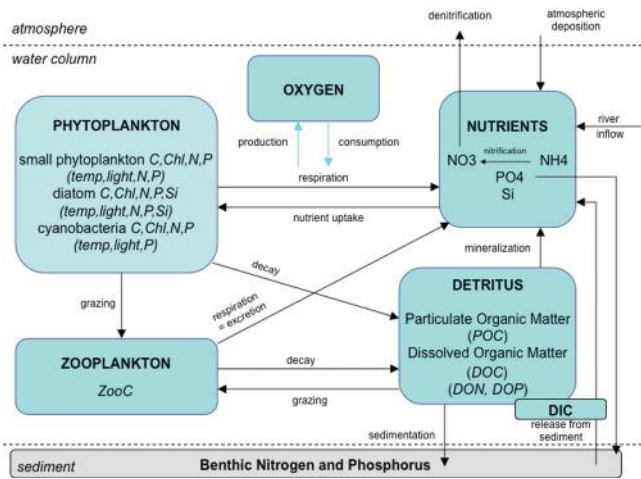 atmosphere
denitrification
atmospheric
deposition
water column
OXYGEN
PHYTOPLANKTON
small phytoplankton C,Chl,N,P
(temp,light,N,P)
diatom C,Chl,N,P,Si
(temp,light,N,P,Si)
cyanobacteria C,Chl,N,P
(temp,light,P)
production
consumption
NUTRIENTS
nitrification
NO3
NH4
PO4
Si
river
inflow
respiration
nutrient uptake
mineralization
grazing
decay
respiration
= excretion
DETRITUS
Particulate Organic Matter
(POC)
Dissolved Organic Matter
(DOC)
(DON, DOP)
ZOOPLANKTON
ZooC
decay
grazing
DIC
release from
sediment
sedimentation
sediment
Benthic Nitrogen and Phosphorus